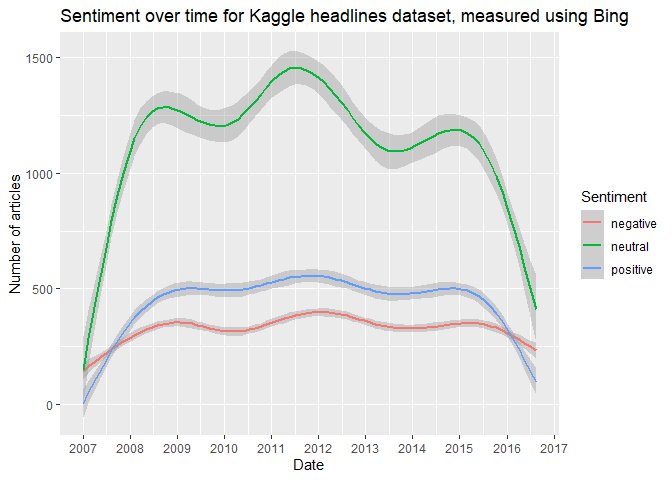 Sentiment over time for Kaggle headlines dataset, measured using Bing
1500
1000
500
0
Number of articles
2007 2008 2009 2010 2011 2012 2013 2014 2015 2016 2017
Date
Sentiment
negative
neutral
positive